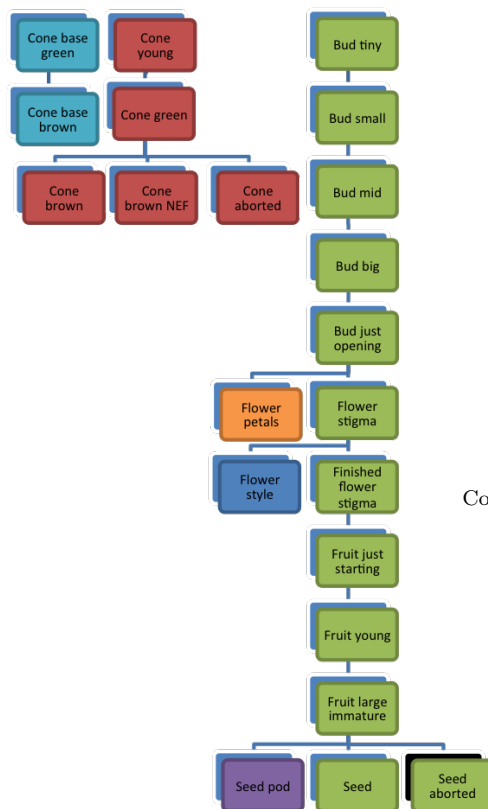 Cone base
green
Cone
young
Bud tiny
Cone base
brown
Cone green
Bud small
Cone
brown
Cone
brown NEF
Cone
aborted
Bud mid
Bud big
Bud just
opening
Flower
petals
Flower
stigma
Flower
style
Finished
flower
stigma
Co
Fruit just
starting
Fruit young
Fruit large
immature
Seed pod
Seed
Seed
aborted